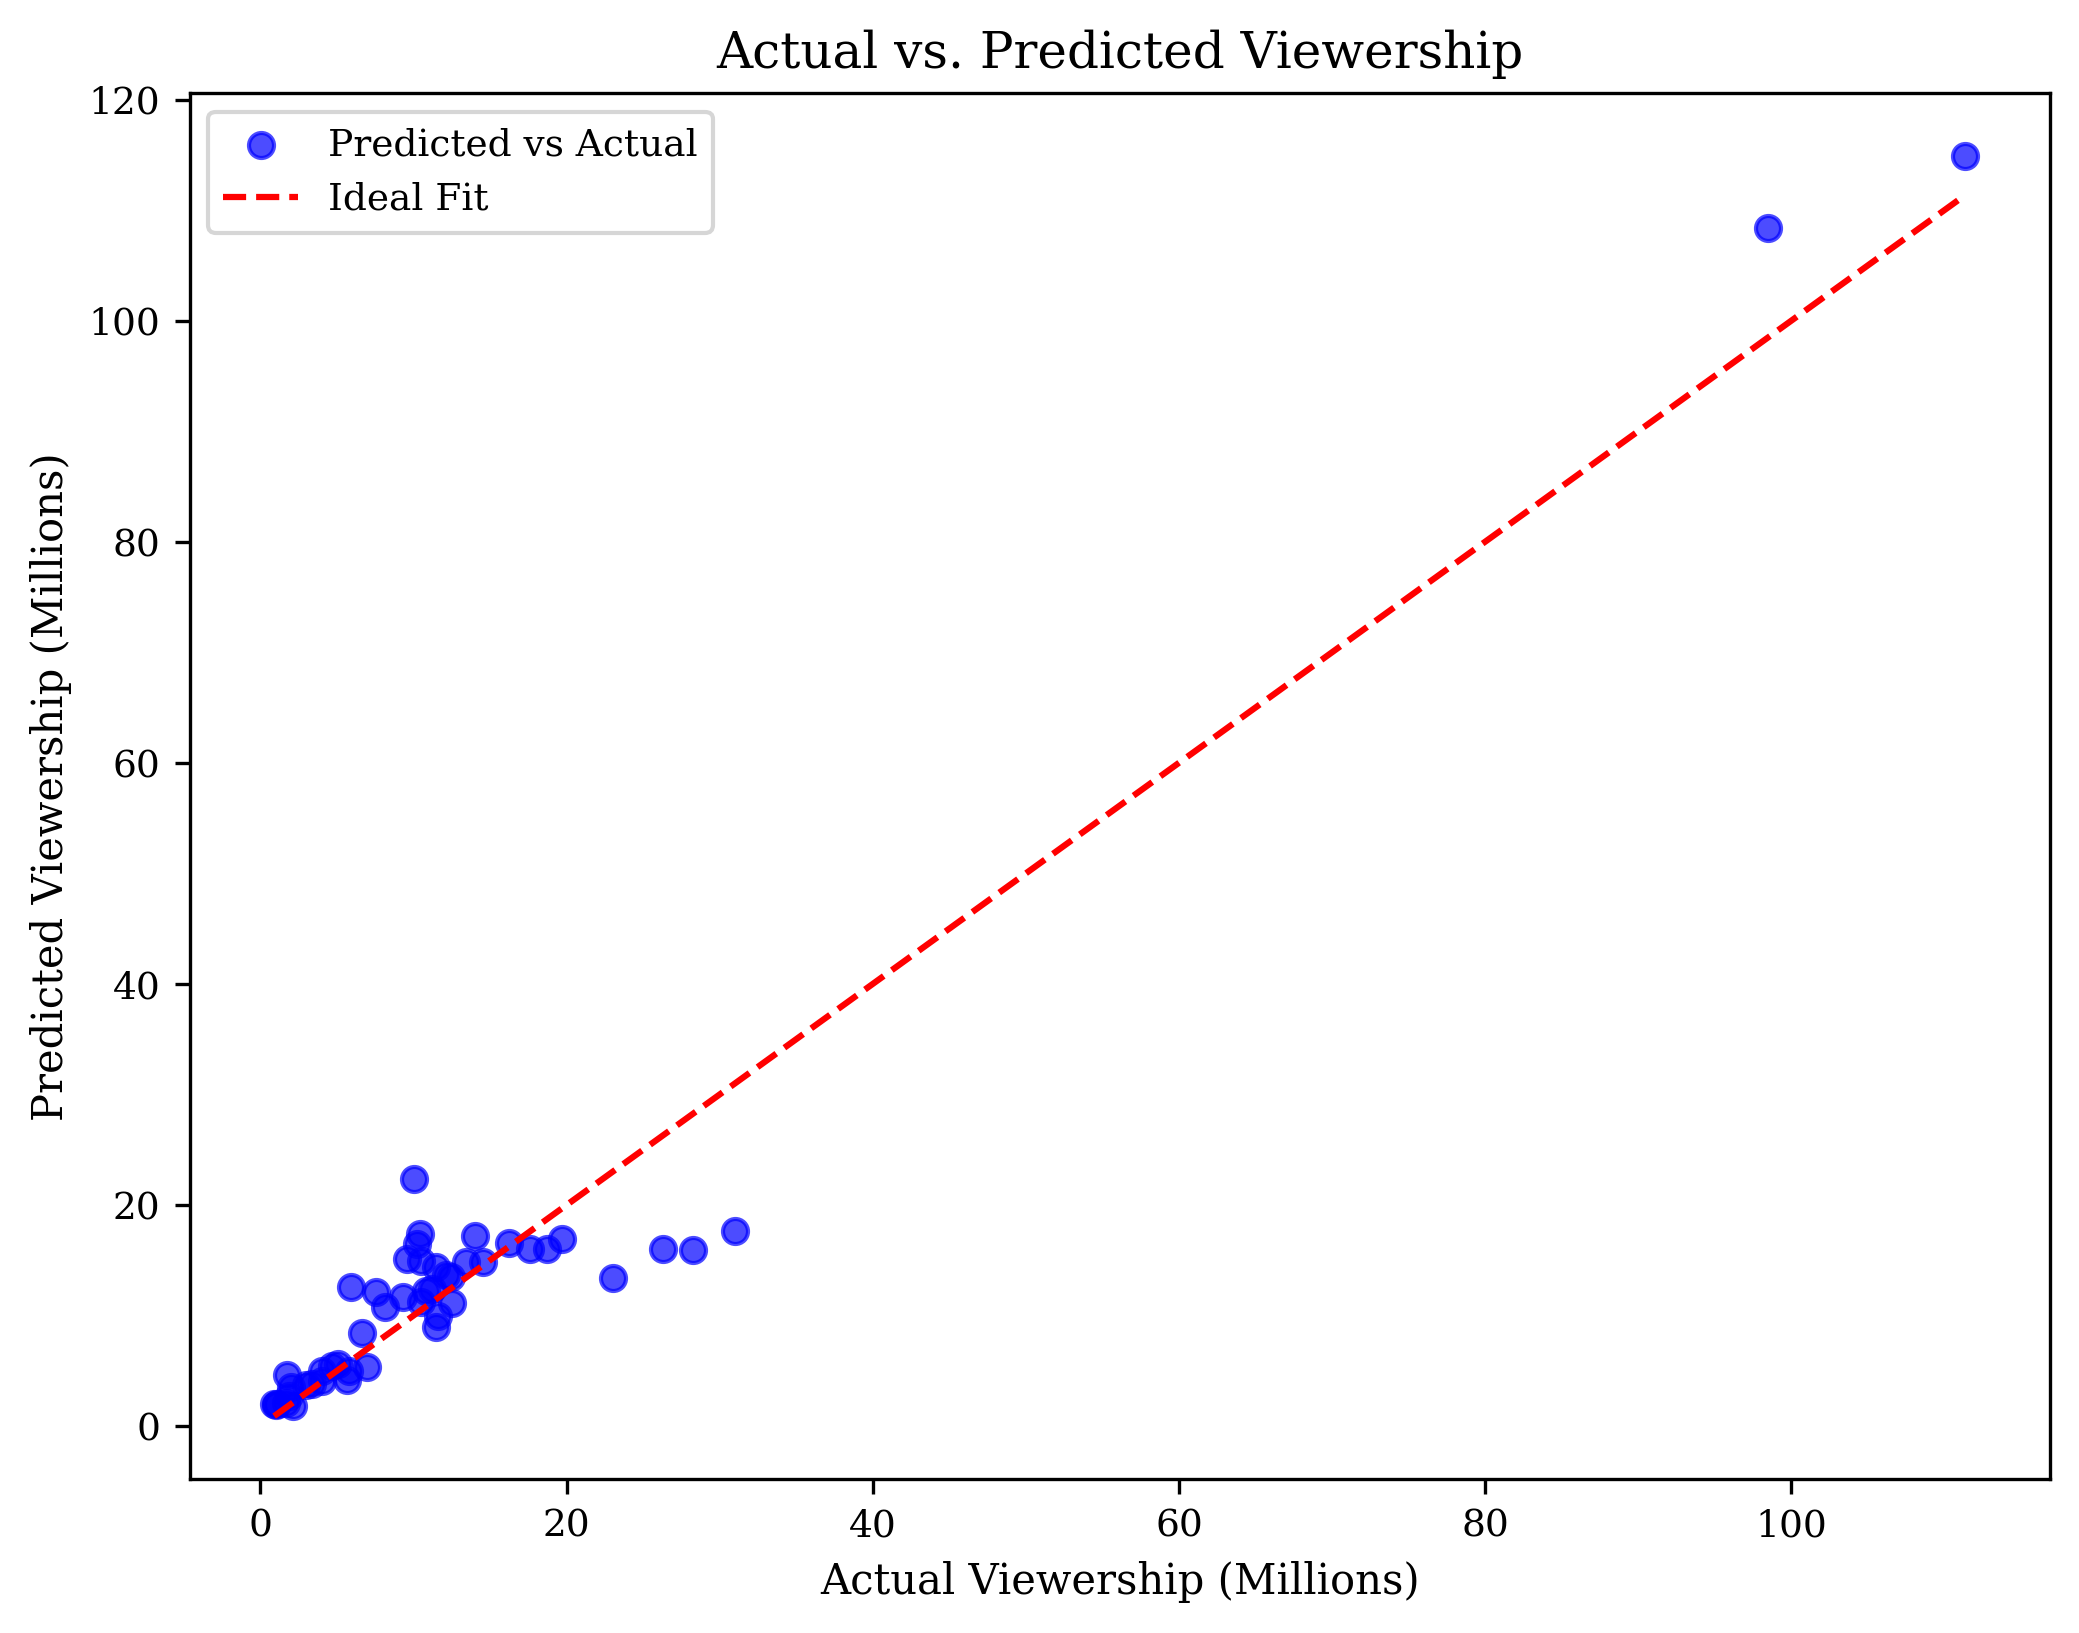 Actual vs. Predicted Viewership
Predicted vs Actual
Ideal Fit
Predicted Viewership (Millions)
120
100
80
60
40
20
0
0 20 40 60 80 100
Actual Viewership (Millions)